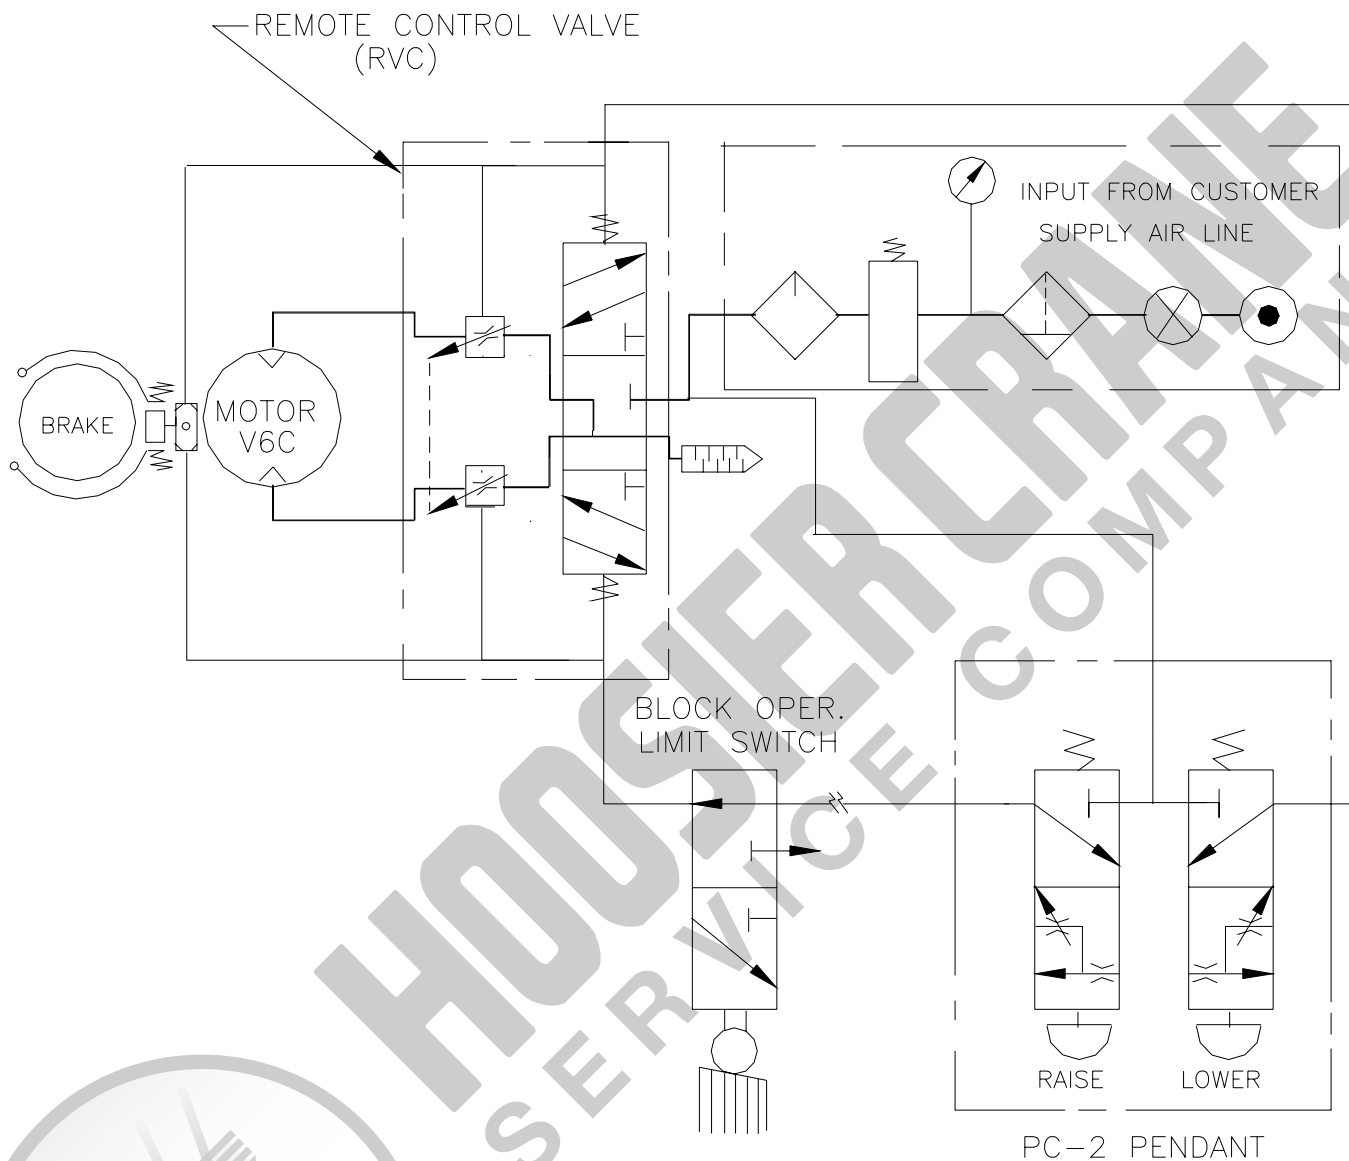 REMOTE CONTROL VALVE
(RVC)
INPUT FROM CUSTOMER
SUPPLY AIR LINE
BRAKE
MOTOR
V6C
BLOCK OPER.
LIMIT SWITCH
RAISE
LOWER
PC-2 PENDANT
HOOSIER CRANE
SERVICE COMPAN